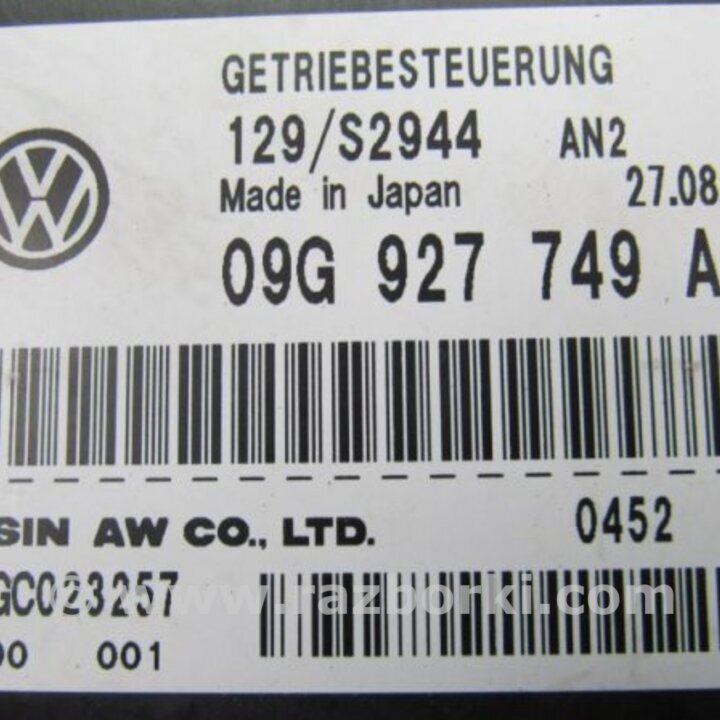 GETRIEBESTEUERUNG
129/S2944 AN2
Made in Japan 27.08
09G 927 749 A
SIN AW CO., LTD. 0452
GC023257
© www.razborki.com
00 001